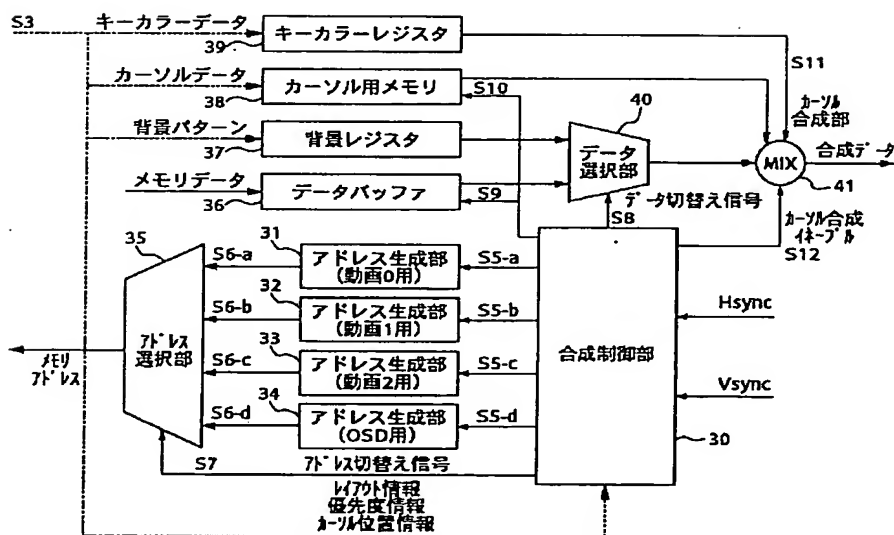 S3
キーカラーデータ
39
キーカラーレジスタ
S11
カーソルデータ
38
カーソル用メモリ
S10
40
カーソル
合成部
背景パターン
37
背景レジスタ
データ
選択部
MIX
合成データ
41
メモリデータ
36
データバッファ
S9
データ切替え信号
S8
カーソル合成
イネーブル
S12
35
31
S6-a
アドレス生成部
(動画0用)
S5-a
32
S6-b
アドレス生成部
(動画1用)
S5-b
Hsync
アドレス
選択部
メモリ
アドレス
33
S6-c
アドレス生成部
(動画2用)
S5-c
合成制御部
34
S6-d
アドレス生成部
(OSD用)
S5-d
Vsync
30
S7
アドレス切替え信号
レイアウト情報
優先度情報
カーソル位置情報